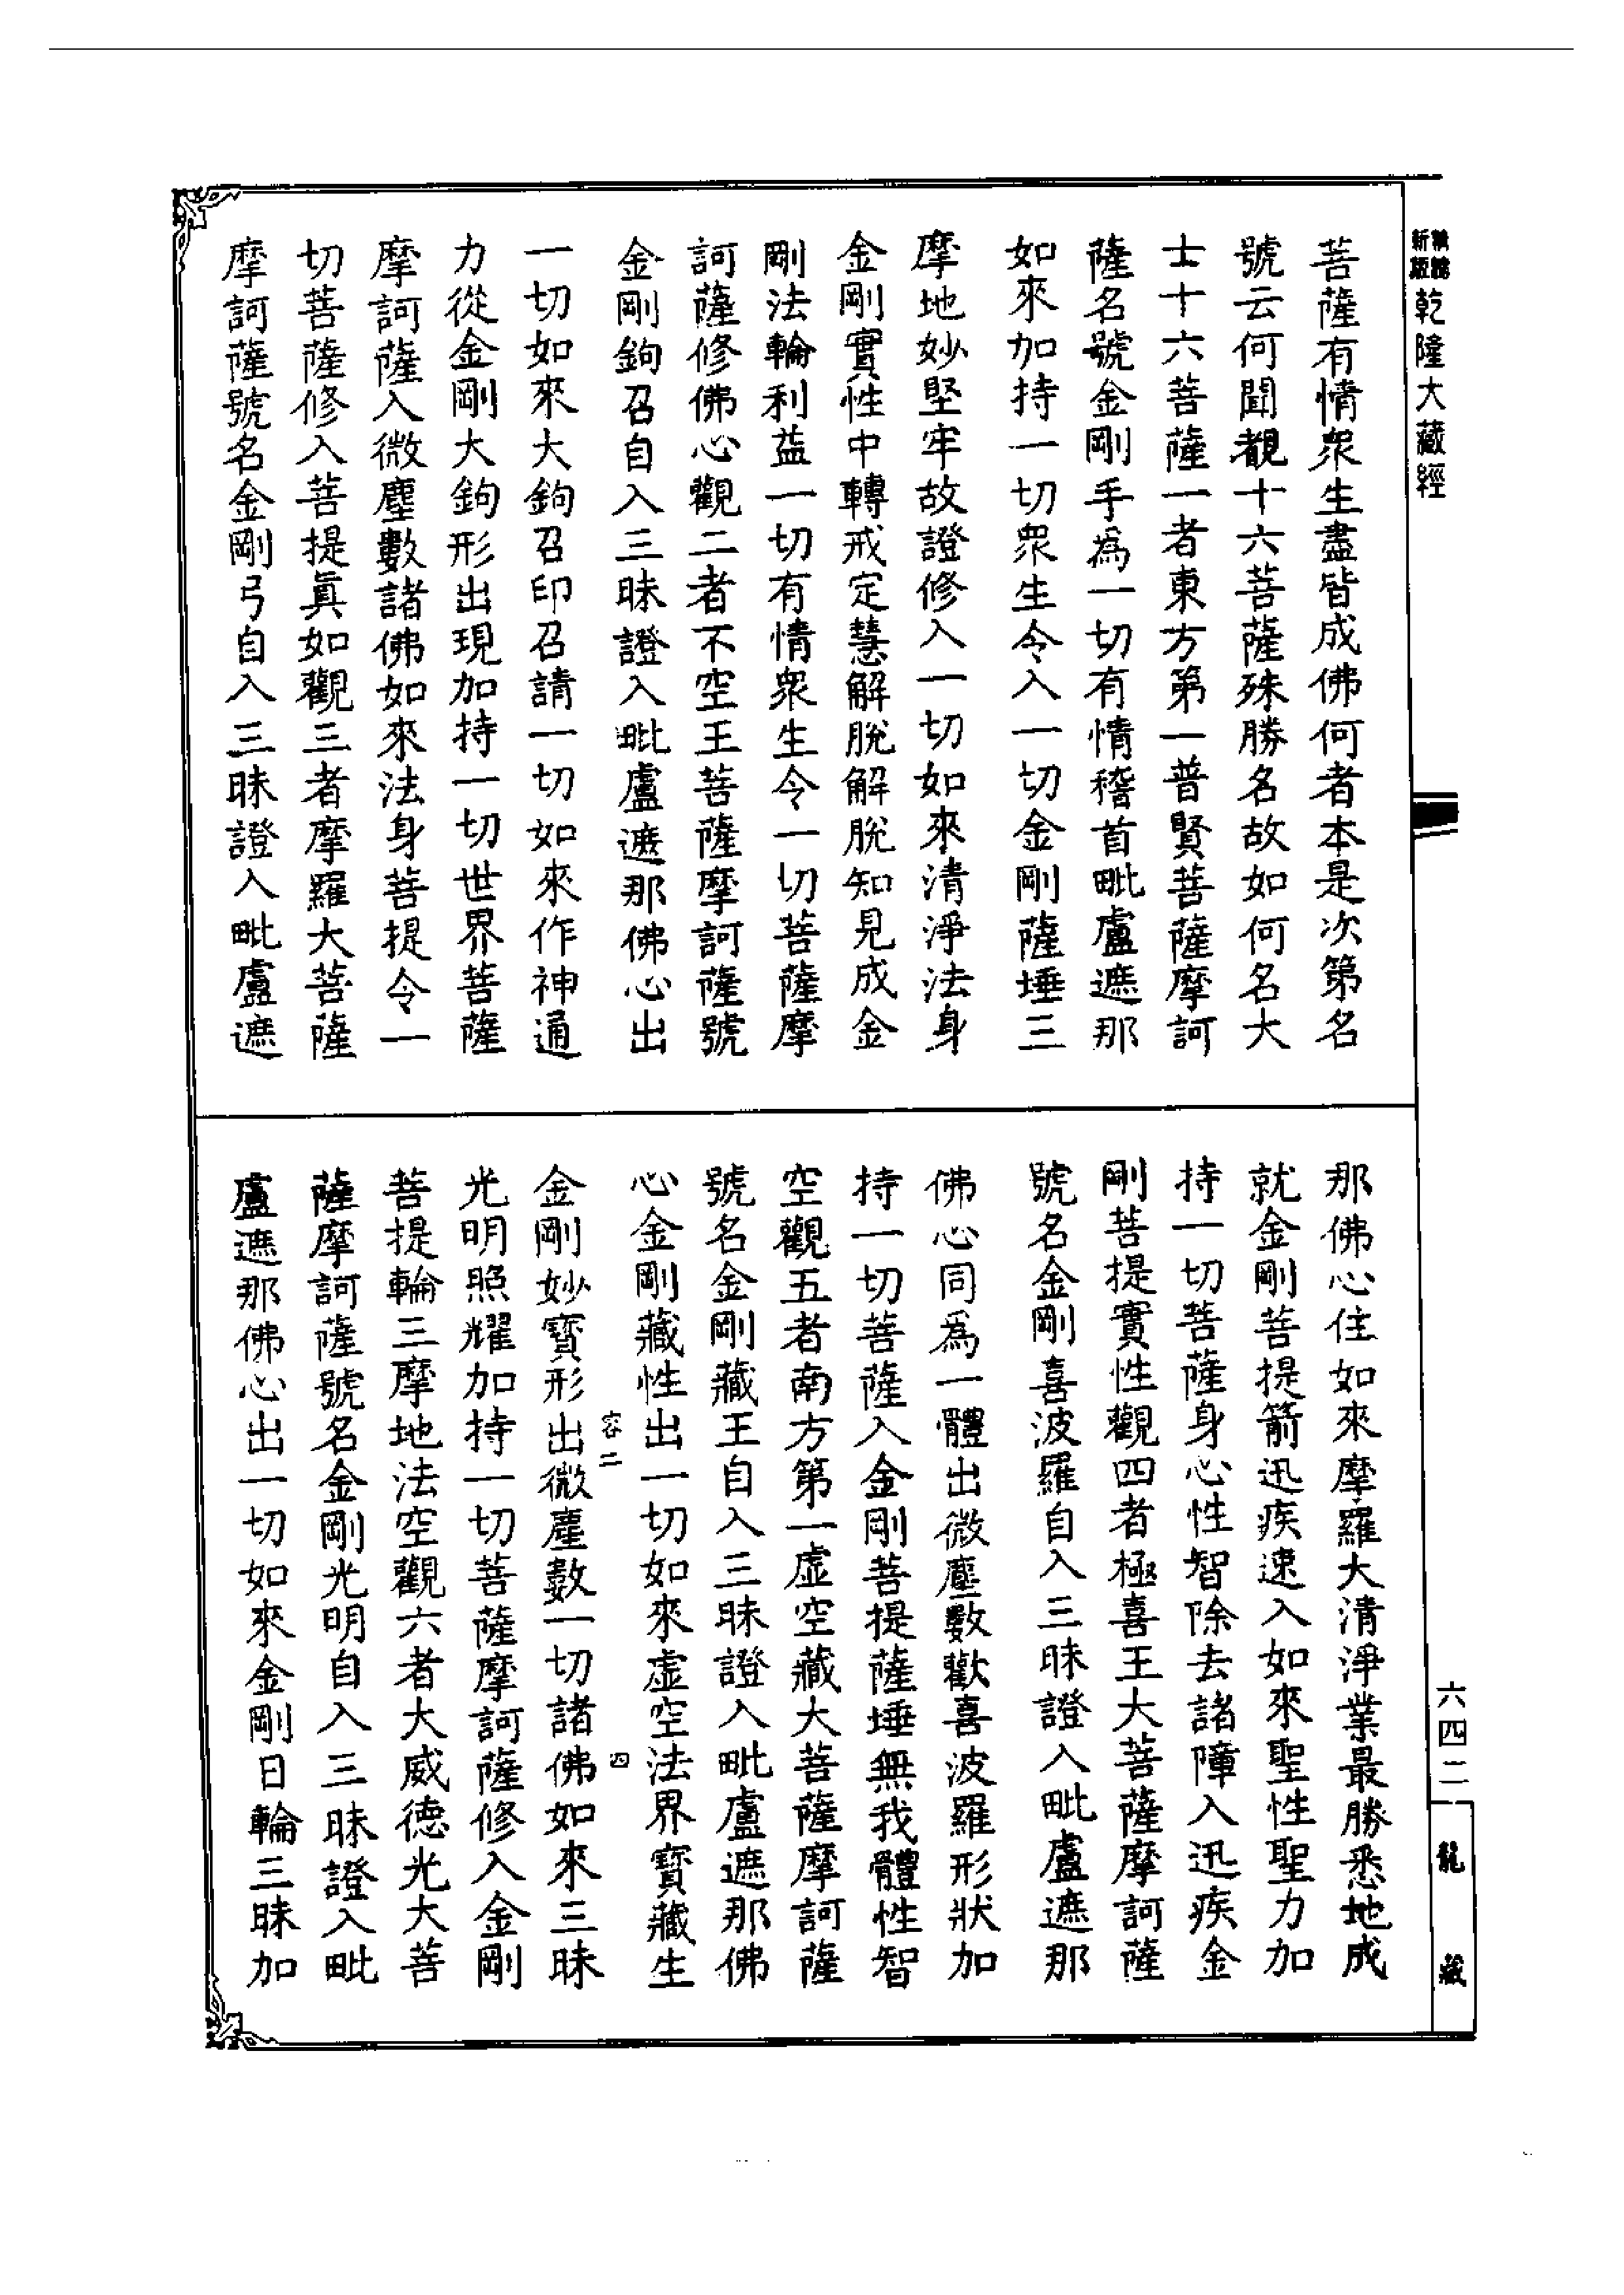 乾隆大藏經
菩薩有情衆生盡皆成佛何者本是次第名
號云何聞覩十六菩薩殊勝名故如何名大
士十六菩薩一者東方第一普賢菩薩摩訶
薩名號金剛手為一切有情稽首毗盧遮那
如來加持一切衆生令入一切金剛薩埵三
摩地妙堅牢故證修入一切如來清淨法身
金剛實性中轉戒定慧解脫解脫知見成金
剛法輪利益一切有情衆生令一切菩薩摩
訶薩修佛心觀二者不空王菩薩摩訶薩號
金剛鉤召自入三昧證入毗盧遮那佛心出
一切如來大鉤召印召請一切如來作神通
力從金剛大鉤形出現加持一切世界菩薩
摩訶薩入微塵數諸佛如來法身菩提令一
切菩薩修入菩提真如觀三者摩羅大菩薩
摩訶薩號名金剛弓自入三昧證入毗盧遮
那佛心住如來摩羅大清淨業最勝悉地成
就金剛菩提箭迅疾速入如來聖性聖力加
持一切菩薩身心性智除去諸障入迅疾金
剛菩提實性觀四者極喜王大菩薩摩訶薩
號名金剛喜波羅自入三昧證入毗盧遮那
佛心同為一體出微塵數歡喜波羅形狀加
持一切菩薩入金剛菩提薩埵無我體性智
空觀五者南方第一虛空藏大菩薩摩訶薩
號名金剛藏王自入三昧證入毗盧遮那佛
心金剛藏性出一切如來虛空法界寶藏生
容二 四
金剛妙寶形出微塵數一切諸佛如來三昧
光明照耀加持一切菩薩摩訶薩修入金剛
菩提輪三摩地法空觀六者大威德光大菩
薩摩訶薩號名金剛光明自入三昧證入毗
盧遮那佛心出一切如來金剛日輪三昧加
六四二
龍藏